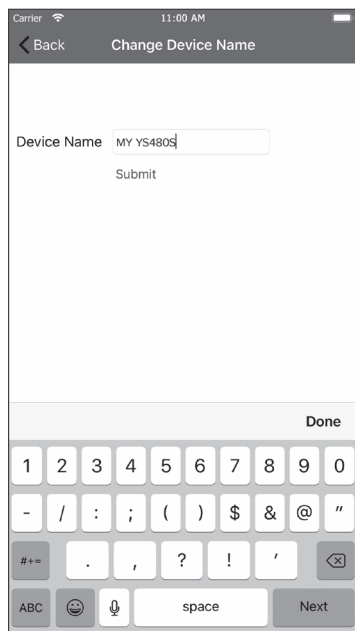 Carrier 11:00 AM
Back Change Device Name
Device Name MY YS480S
Submit
Done
1 2 3 4 5 6 7 8 9 0
- / : ; ( ) $ & @ "
#+= . , ? ! '
ABC space Next